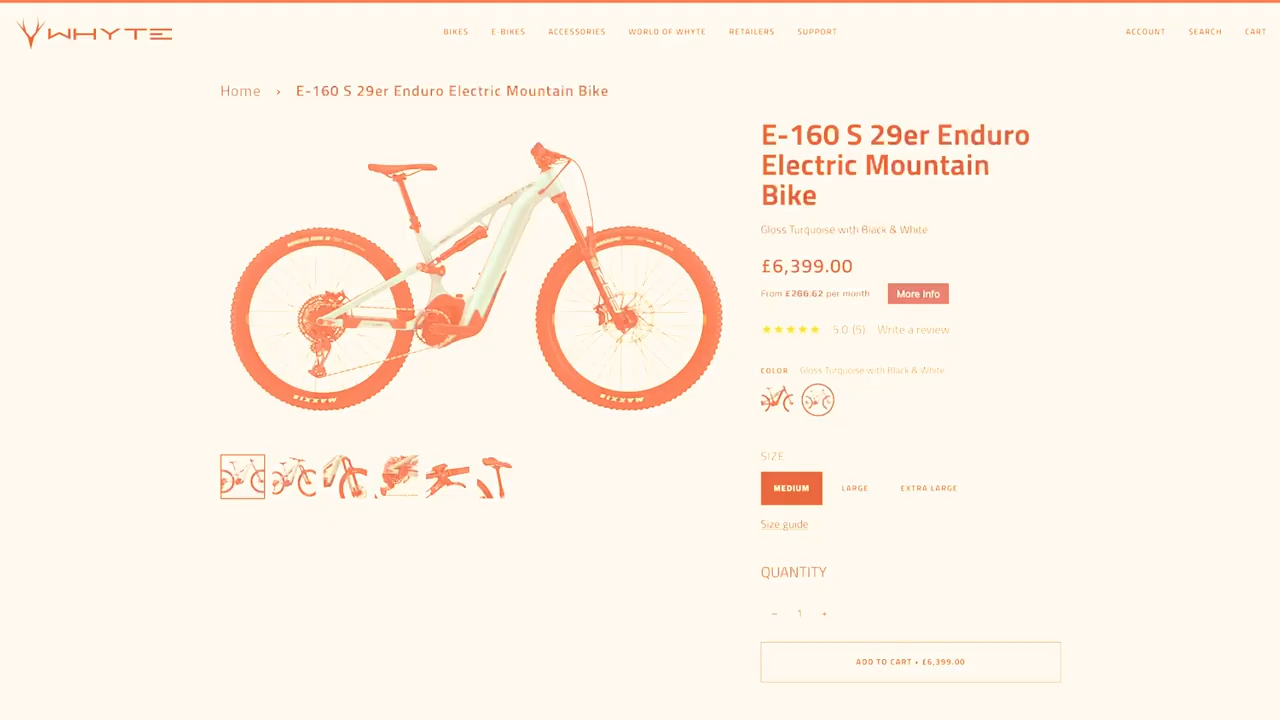 WHYTE
BIKES E-BIKES ACCESSORIES WORLD OF WHYTE RETAILERS SUPPORT
ACCOUNT SEARCH CART
Home › E-160 S 29er Enduro Electric Mountain Bike
E-160 S 29er Enduro
Electric Mountain
Bike
Gloss Turquoise with Black & White
£6,399.00
From £266.62 per month More Info
★★★★★ 5.0 (5) Write a review
COLOR Gloss Turquoise with Black & White
MAXXIS
MAXXIS
SIZE
MEDIUM LARGE EXTRA LARGE
Size guide
QUANTITY
− 1 +
ADD TO CART • £6,399.00